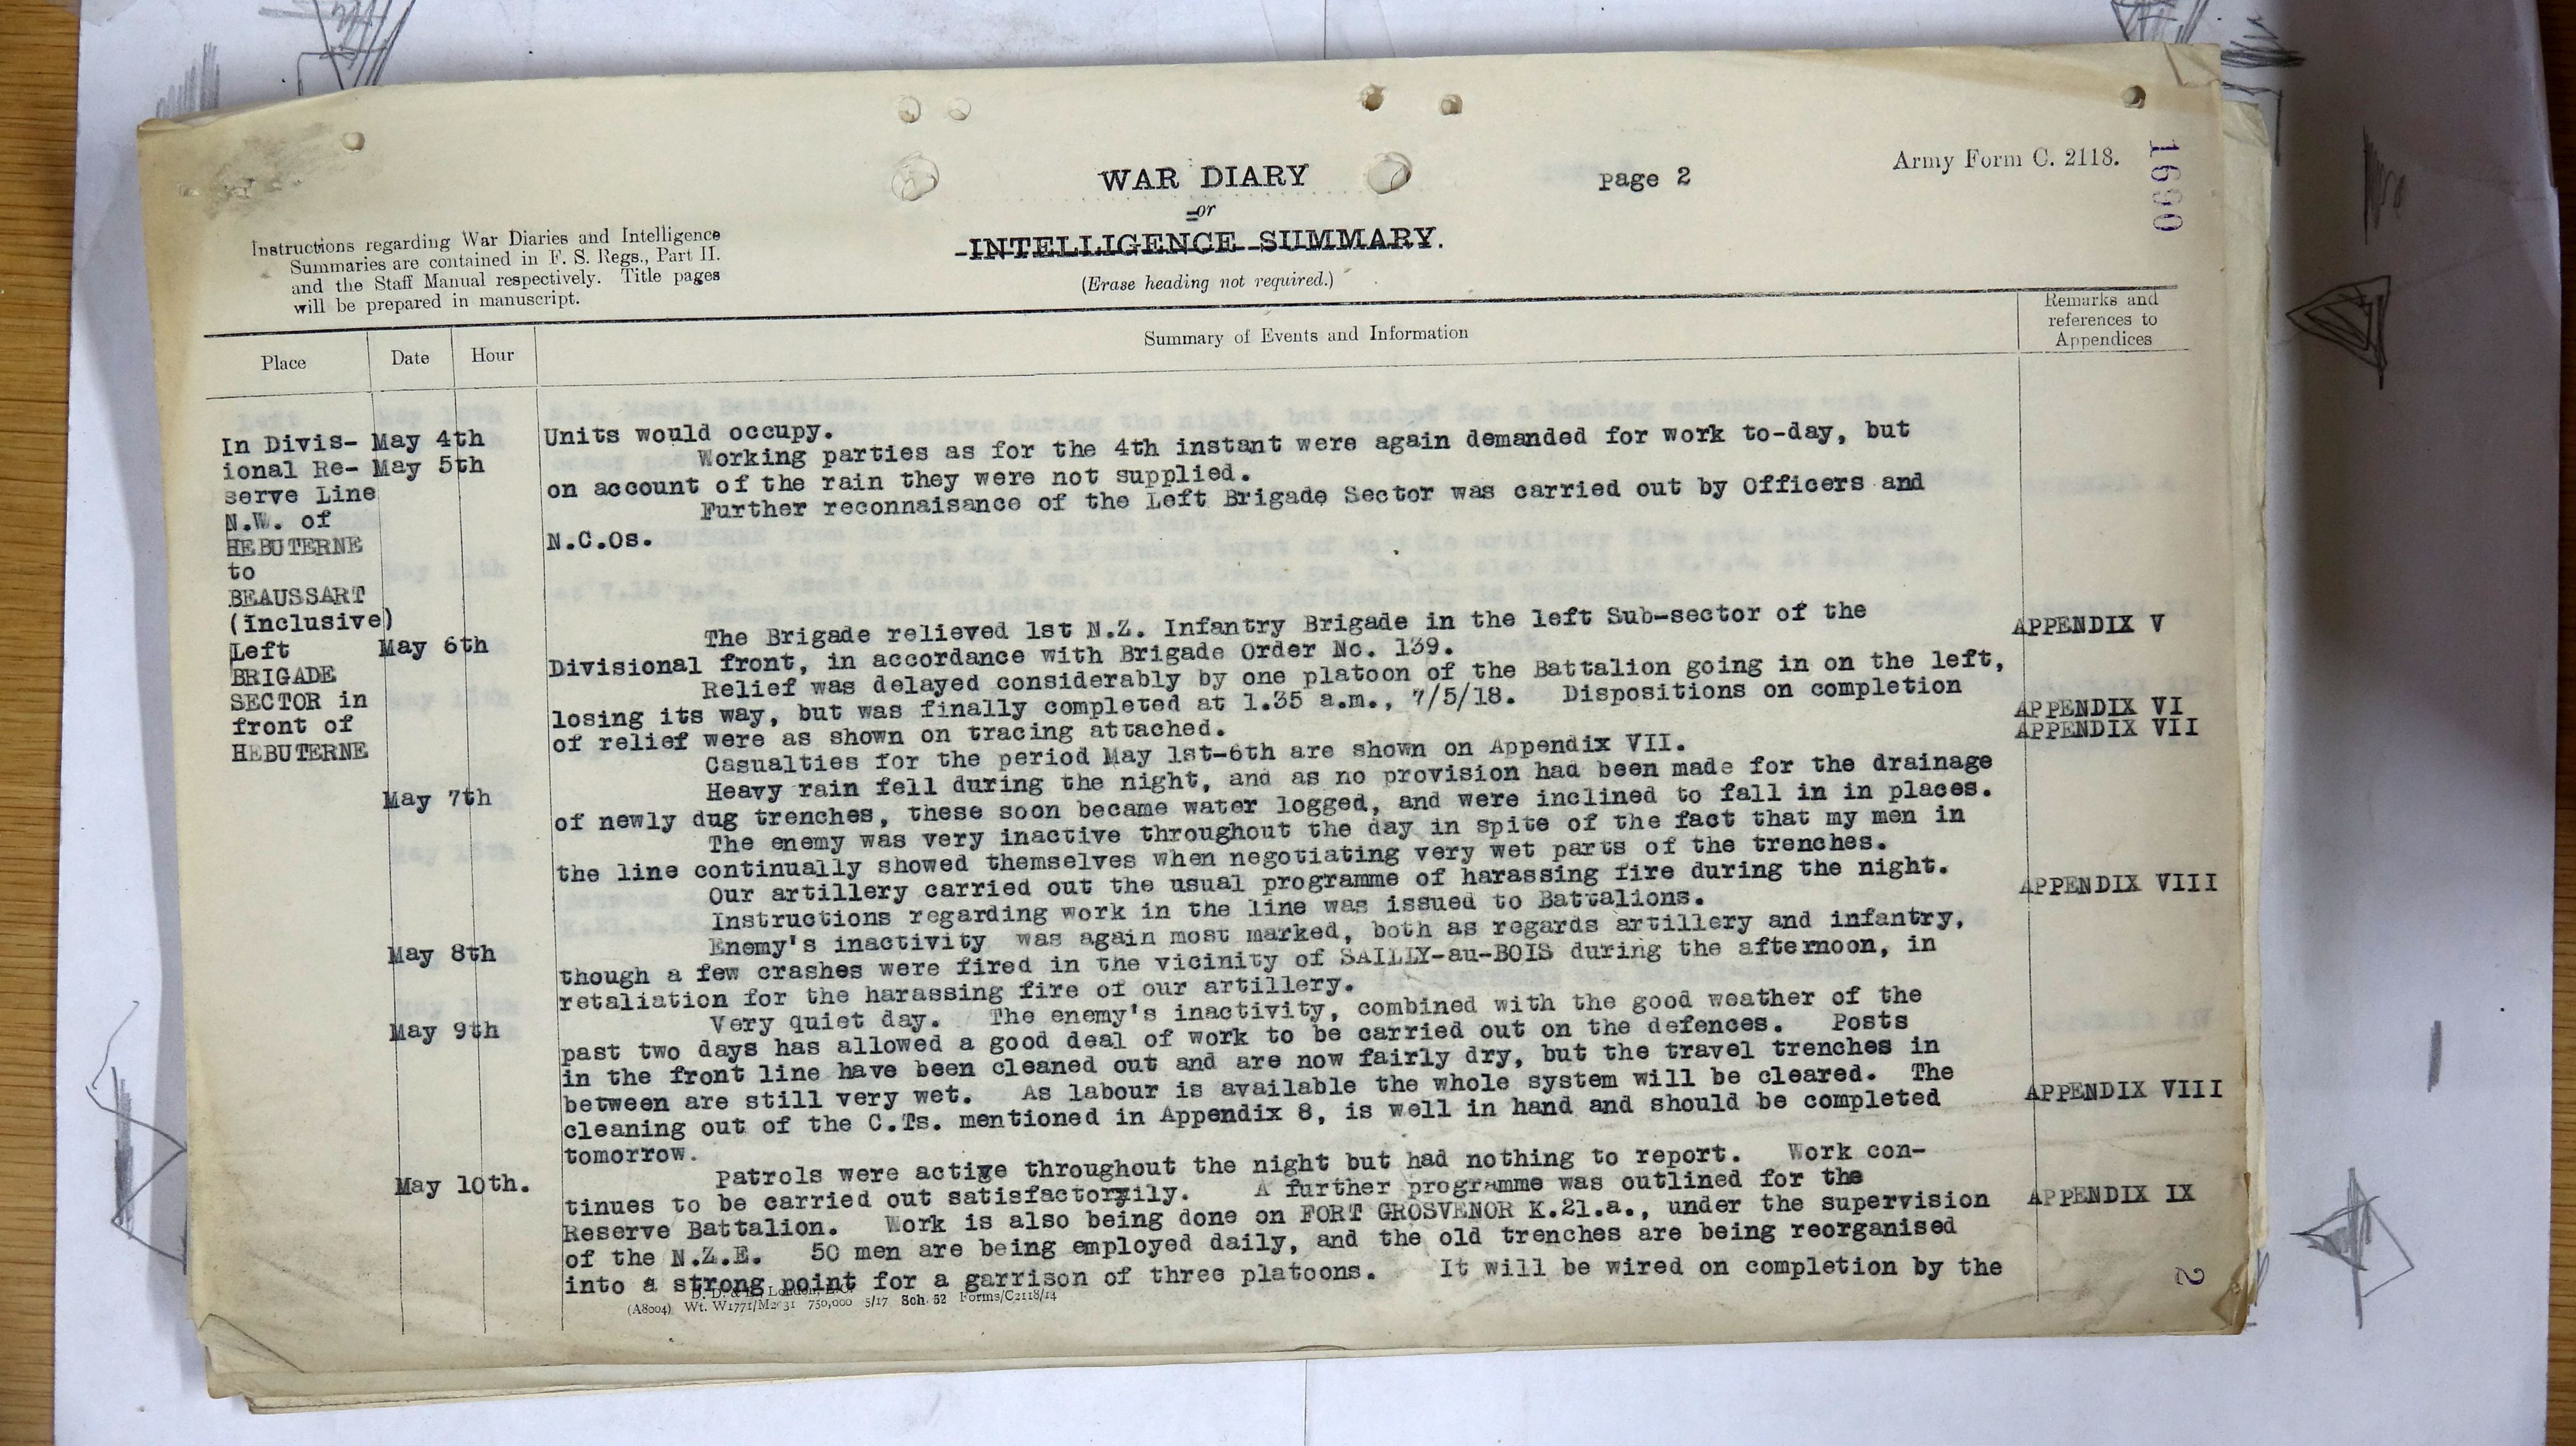 WAR DIARY
or
INTELLIGENCE SUMMARY.
(Erase heading not required.)
page 2
Army Form C. 2118.
1690
Instructions regarding War Diaries and Intelligence
Summaries are contained in F. S. Regs., Part II.
and the Staff Manual respectively. Title pages
will be prepared in manuscript.
Place Date Hour Summary of Events and Information Remarks and
references to
Appendices
In Divis- May 4th Units would occupy.
ional Re- May 5th Working parties as for the 4th instant were again demanded for work to-day, but
serve Line on account of the rain they were not supplied.
N.W. of Further reconnaisance of the Left Brigade Sector was carried out by Officers and
HEBUTERNE N.C.Os.
to
BEAUSSART
(inclusive)
Left May 6th The Brigade relieved 1st N.Z. Infantry Brigade in the left Sub-sector of the APPENDIX V
BRIGADE Divisional front, in accordance with Brigade Order No. 139.
SECTOR in Relief was delayed considerably by one platoon of the Battalion going in on the left,
front of losing its way, but was finally completed at 1.35 a.m., 7/5/18. Dispositions on completion APPENDIX VI
HEBUTERNE of relief were as shown on tracing attached. APPENDIX VII
Casualties for the period May 1st-6th are shown on Appendix VII.
May 7th Heavy rain fell during the night, and as no provision had been made for the drainage
of newly dug trenches, these soon became water logged, and were inclined to fall in in places.
The enemy was very inactive throughout the day in spite of the fact that my men in
the line continually showed themselves when negotiating very wet parts of the trenches.
Our artillery carried out the usual programme of harassing fire during the night.
Instructions regarding work in the line was issued to Battalions. APPENDIX VIII
May 8th Enemy's inactivity was again most marked, both as regards artillery and infantry,
though a few crashes were fired in the vicinity of SAILLY-au-BOIS during the afternoon, in
retaliation for the harassing fire of our artillery.
May 9th Very quiet day. The enemy's inactivity, combined with the good weather of the
past two days has allowed a good deal of work to be carried out on the defences. Posts
in the front line have been cleaned out and are now fairly dry, but the travel trenches in
between are still very wet. As labour is available the whole system will be cleared. The
cleaning out of the C.Ts. mentioned in Appendix 8, is well in hand and should be completed APPENDIX VIII
tomorrow.
May 10th. Patrols were active throughout the night but had nothing to report. Work con-
tinues to be carried out satisfactorily. A further programme was outlined for the
Reserve Battalion. Work is also being done on FORT GROSVENOR K.21.a., under the supervision APPENDIX IX
of the N.Z.E. 50 men are being employed daily, and the old trenches are being reorganised
into a strong point for a garrison of three platoons. It will be wired on completion by the
2
(A8004) Wt. W1771/M2031 750,000 5/17 Sch. 52 Forms/C2118/14